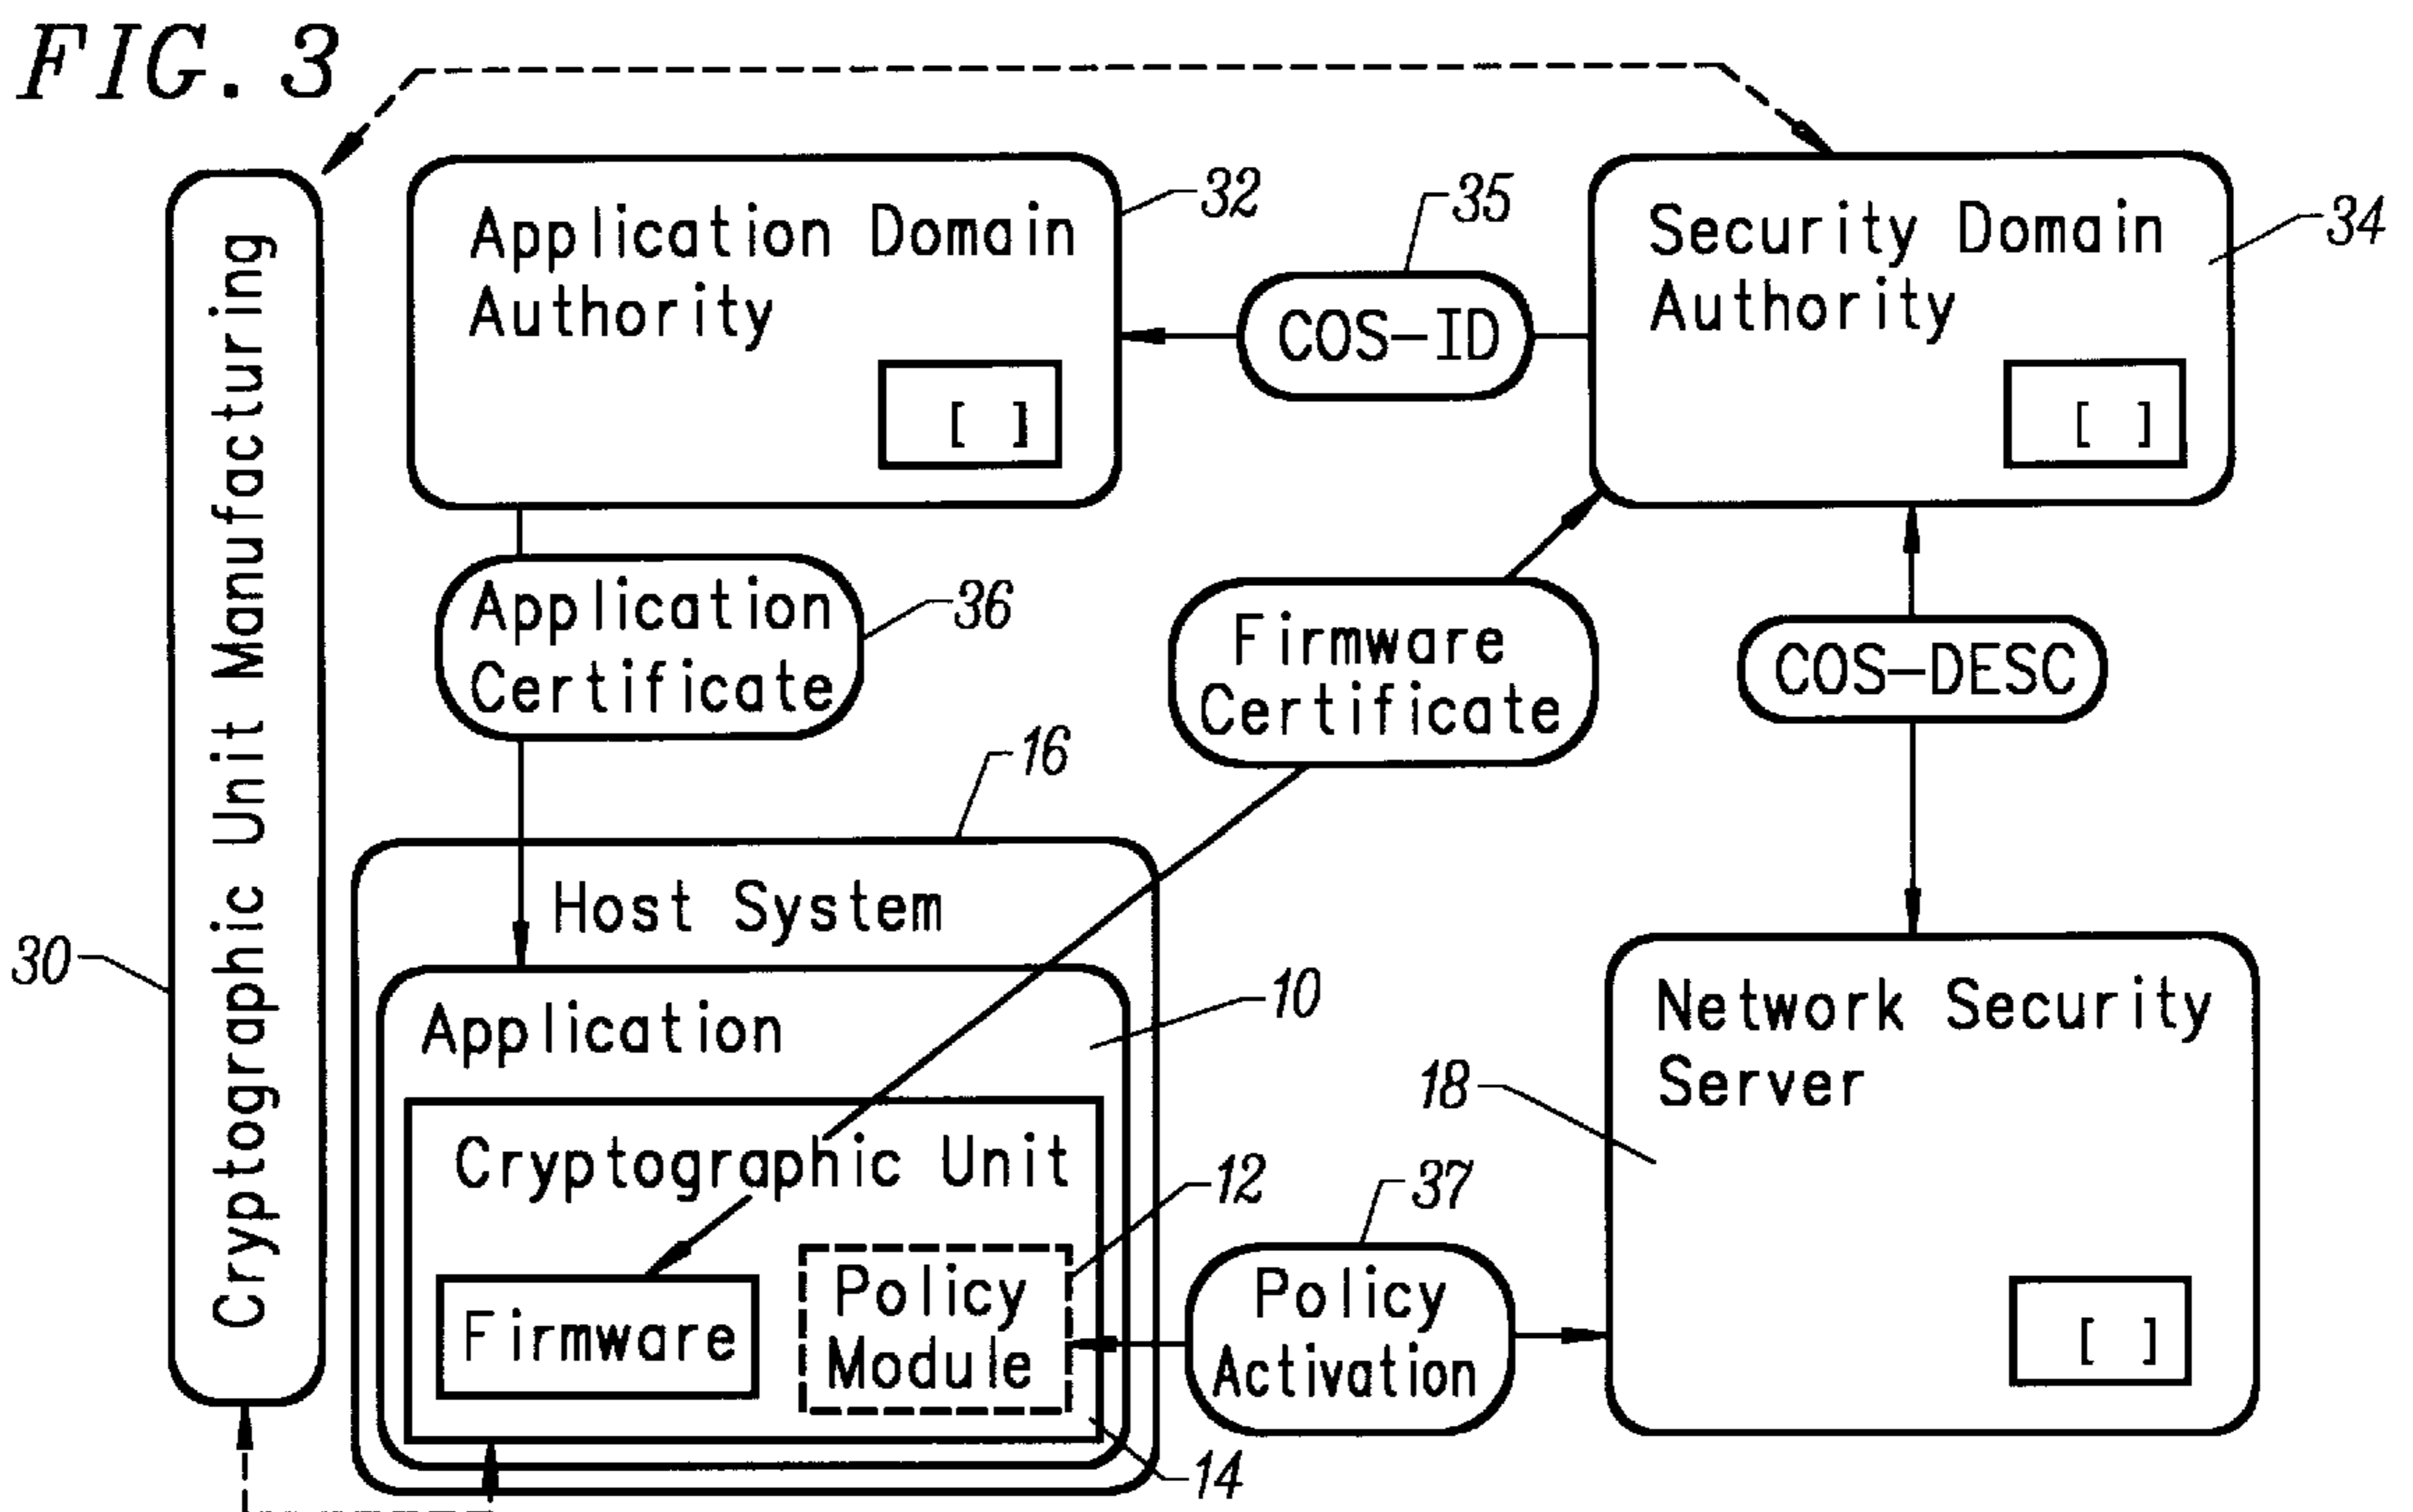 FIG. 3
Cryptographic Unit Manufacturing
30
Application Domain
Authority
[ ]
32
35
COS-ID
Security Domain
Authority
[ ]
34
Application
Certificate
36
Firmware
Certificate
COS-DESC
16
Host System
Application
10
Cryptographic Unit
12
Firmware
Policy
Module
14
37
Policy
Activation
Network Security
Server
18
[ ]